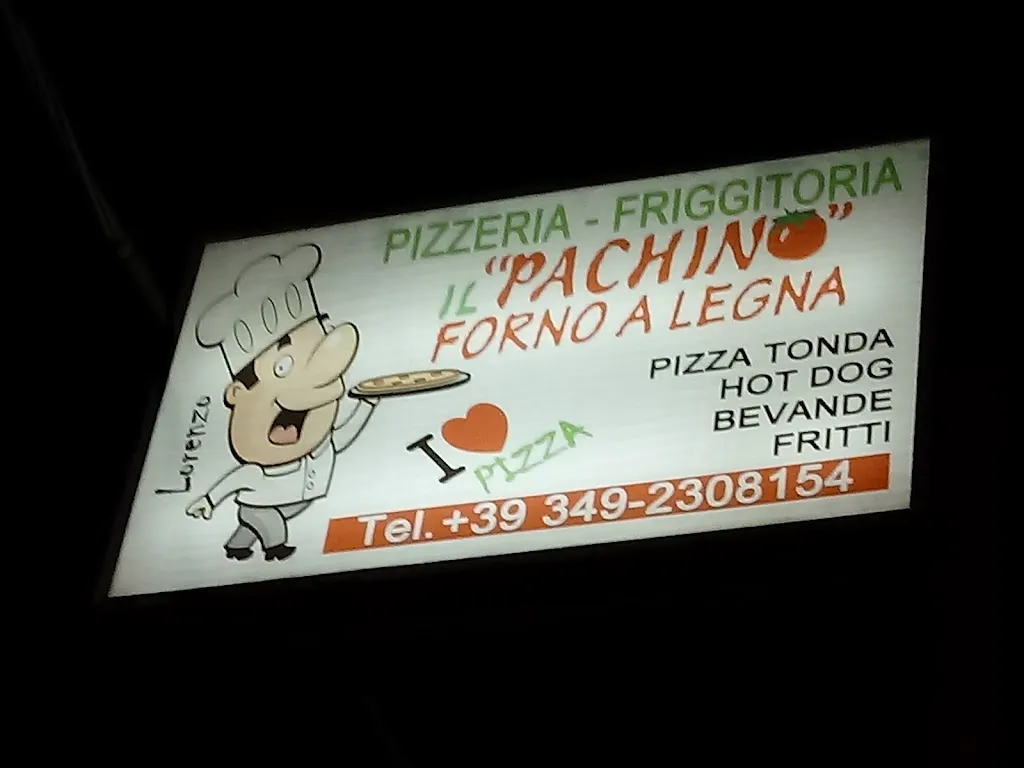 PIZZERIA - FRIGGITORIA
IL "PACHINO"
FORNO A LEGNA
PIZZA TONDA
HOT DOG
BEVANDE
FRITTI
Lorenzo
I ❤ PIZZA
Tel. +39 349-2308154